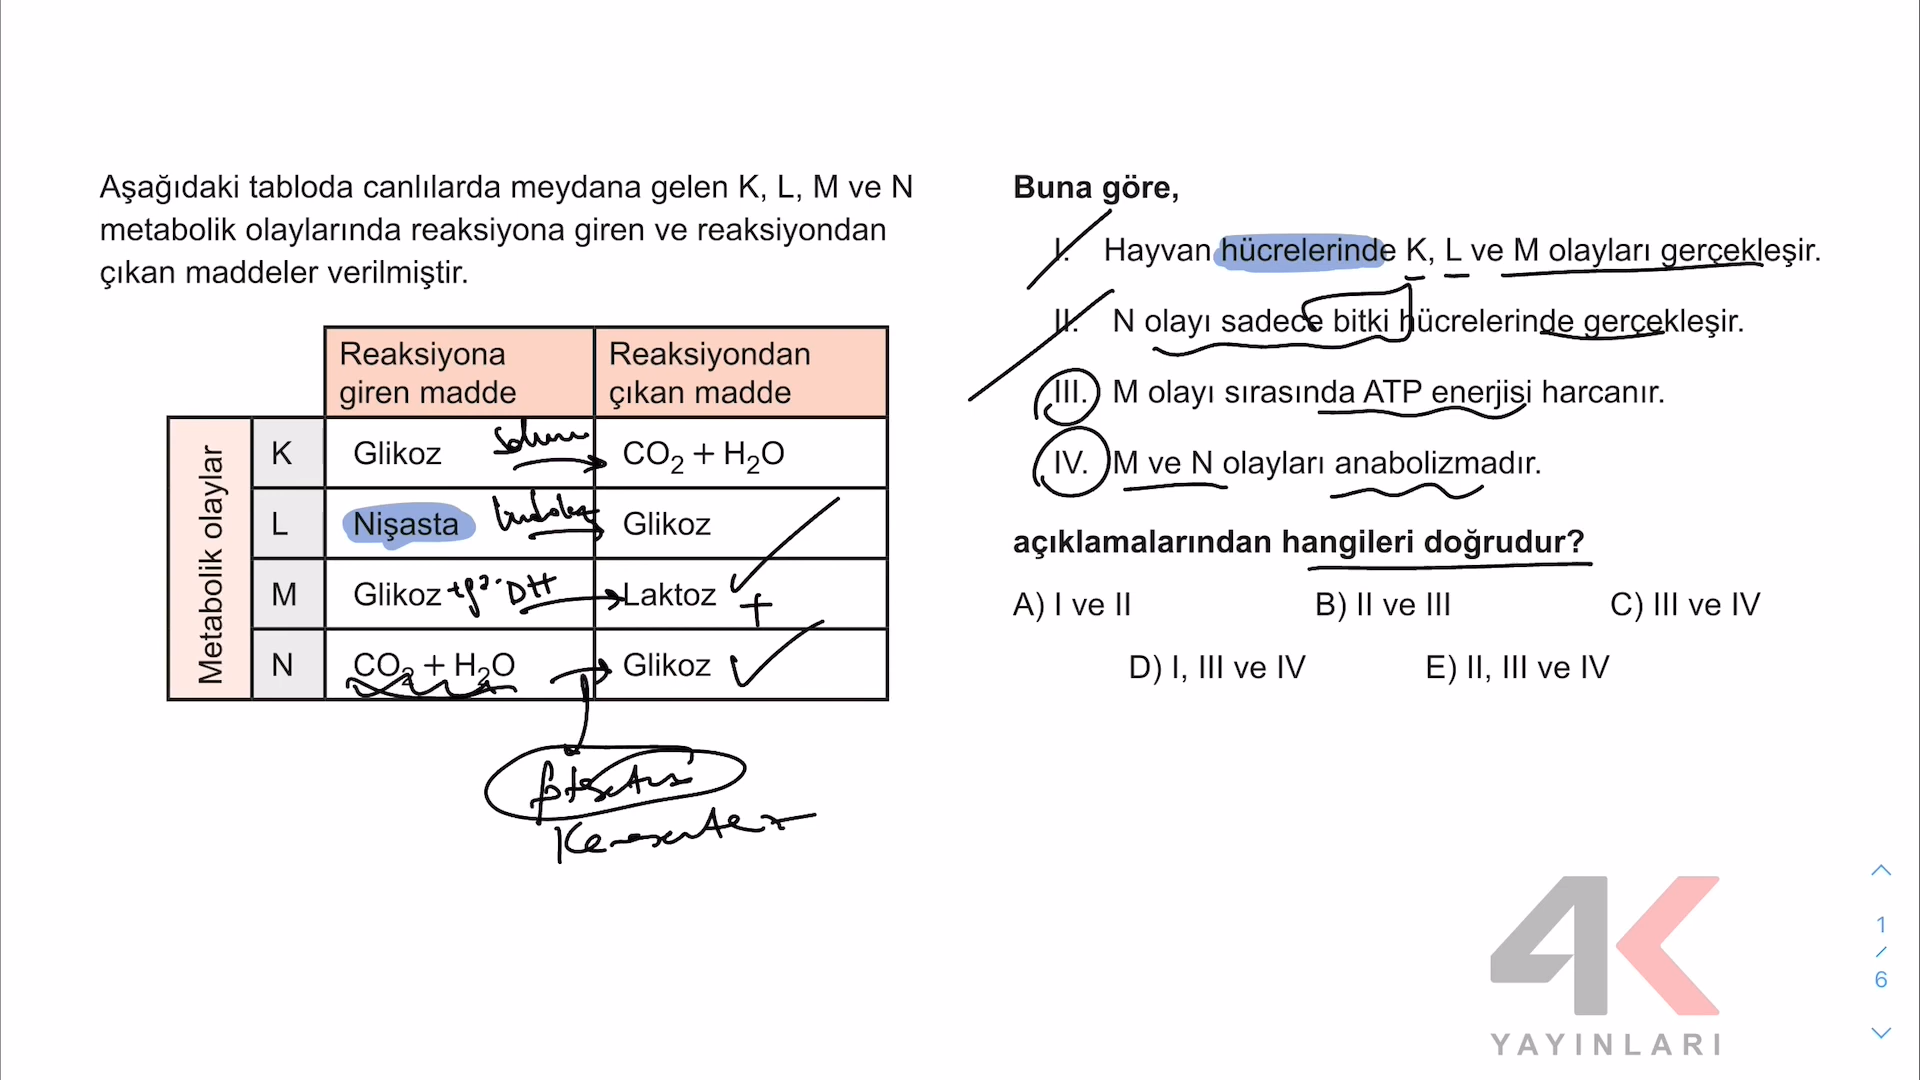 Aşağıdaki tabloda canlılarda meydana gelen K, L, M ve N
metabolik olaylarında reaksiyona giren ve reaksiyondan
çıkan maddeler verilmiştir.
Reaksiyona giren madde
Reaksiyondan çıkan madde
Metabolik olaylar
K Glikoz CO₂ + H₂O
L Nişasta Glikoz
M Glikoz DH Laktoz +
N CO₂ + H₂O Glikoz
Buna göre,
I. Hayvan hücrelerinde K, L ve M olayları gerçekleşir.
II. N olayı sadece bitki hücrelerinde gerçekleşir.
III. M olayı sırasında ATP enerjisi harcanır.
IV. M ve N olayları anabolizmadır.
açıklamalarından hangileri doğrudur?
A) I ve II B) II ve III C) III ve IV
D) I, III ve IV E) II, III ve IV
4K
YAYINLARI
1
/
6